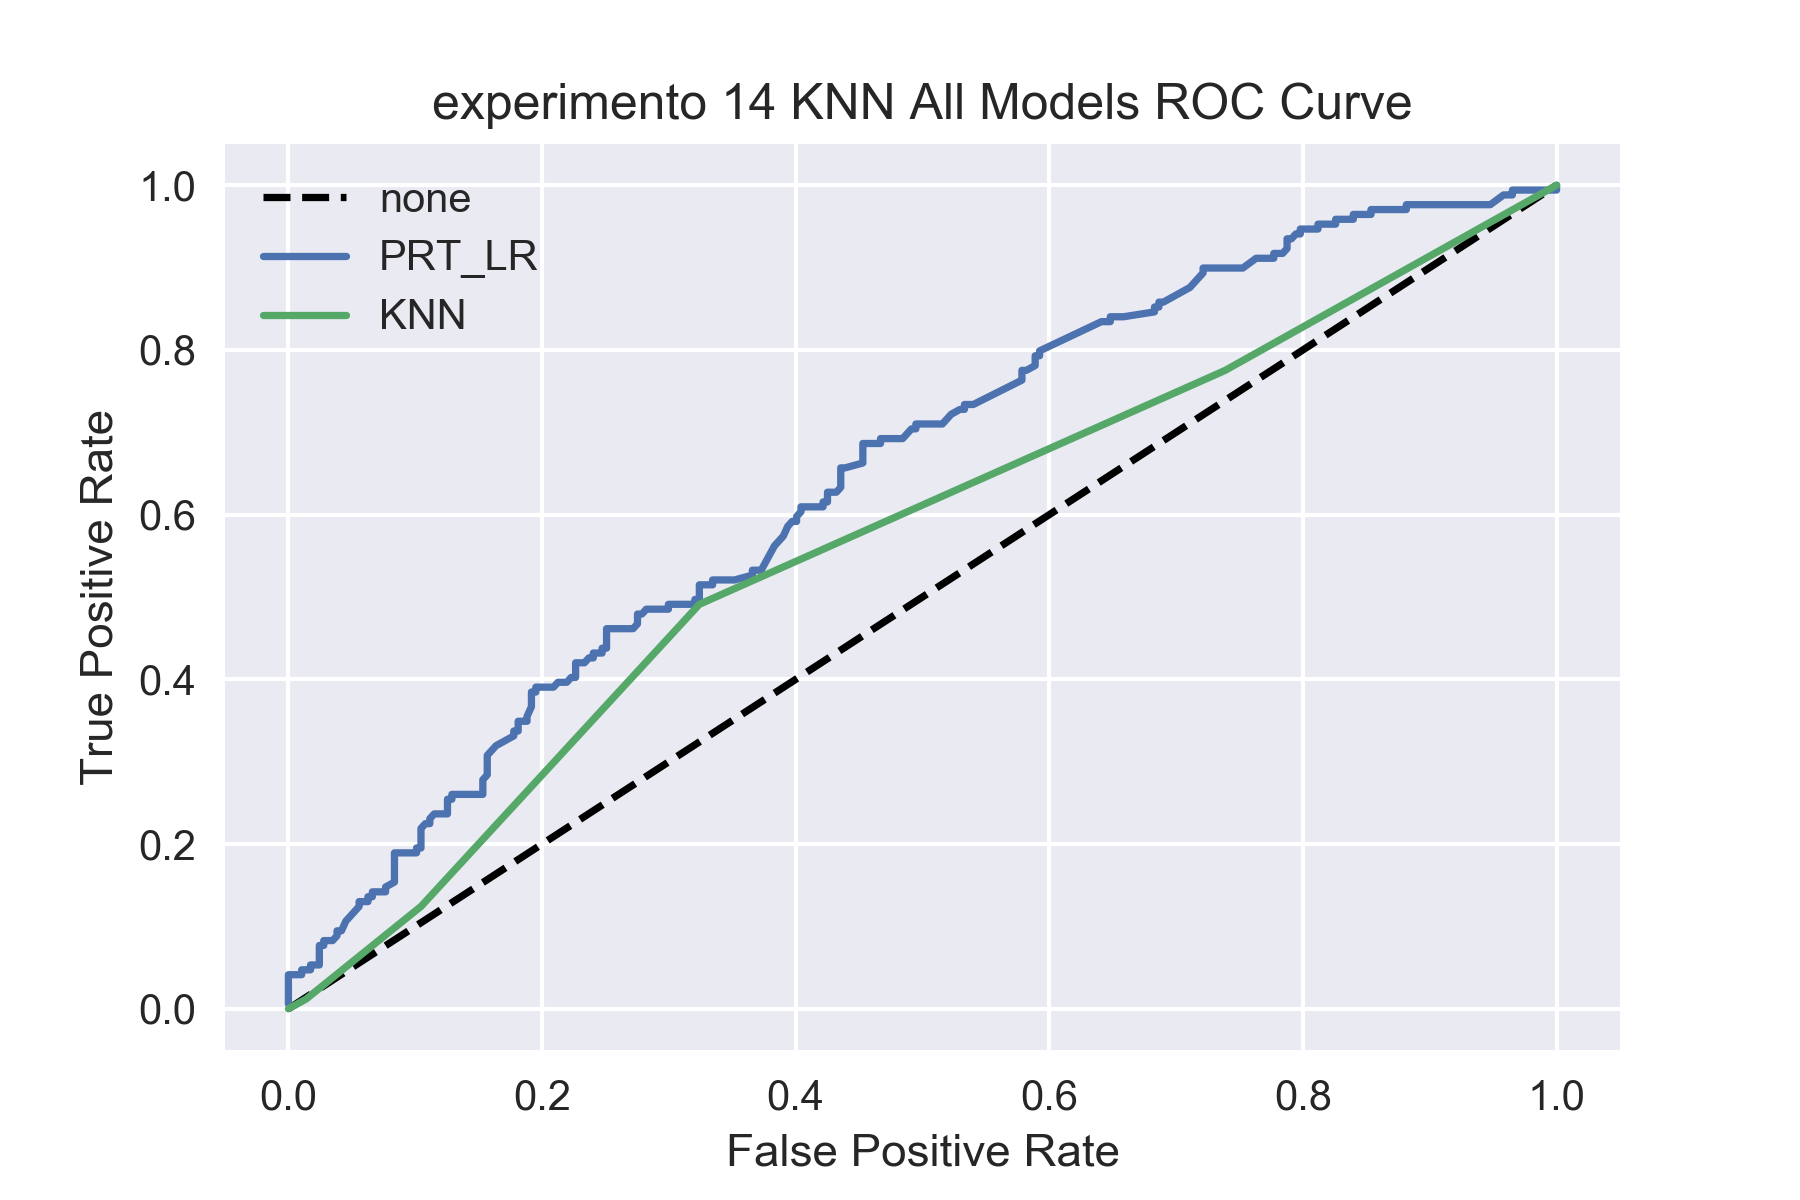 experimento 14 KNN All Models ROC Curve
none
PRT_LR
KNN
True Positive Rate
1.0
0.8
0.6
0.4
0.2
0.0
0.0 0.2 0.4 0.6 0.8 1.0
False Positive Rate